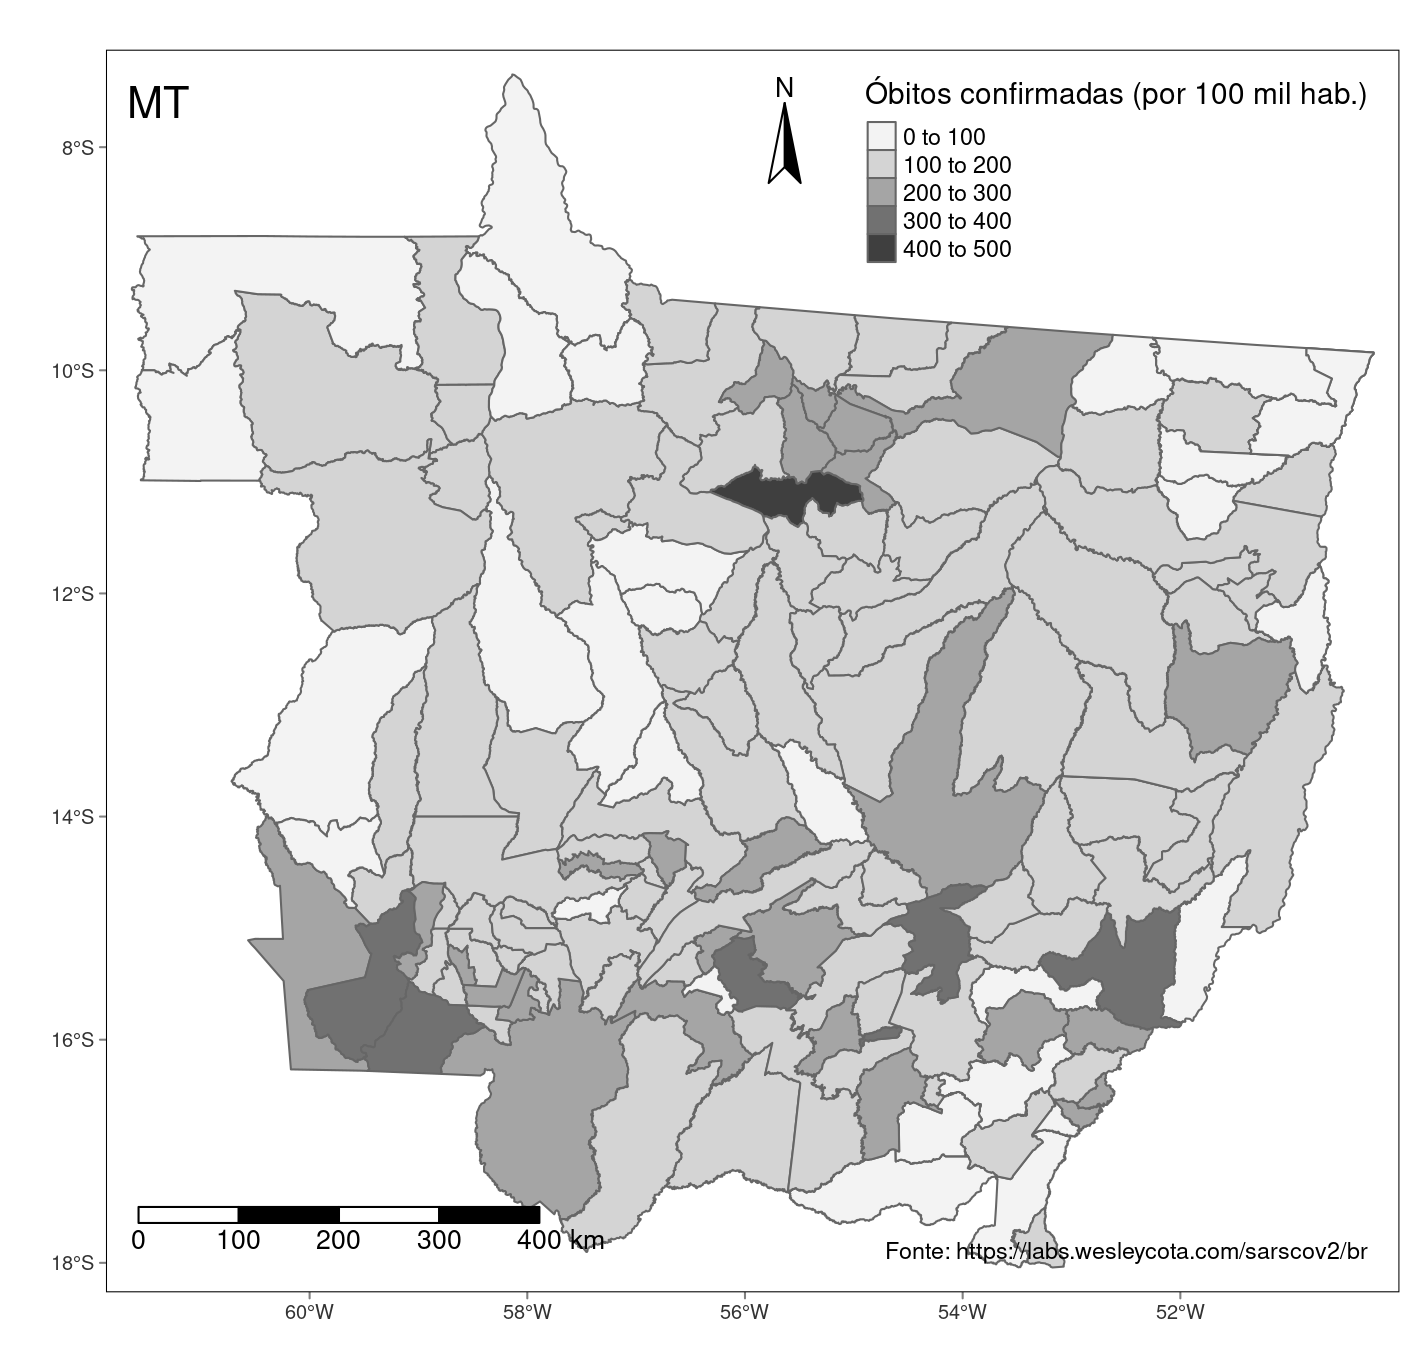 MT
N
Óbitos confirmadas (por 100 mil hab.)
0 to 100
100 to 200
200 to 300
300 to 400
400 to 500
8°S
10°S
12°S
14°S
16°S
18°S
0 100 200 300 400 km
Fonte: https://labs.wesleycota.com/sarscov2/br
60°W 58°W 56°W 54°W 52°W